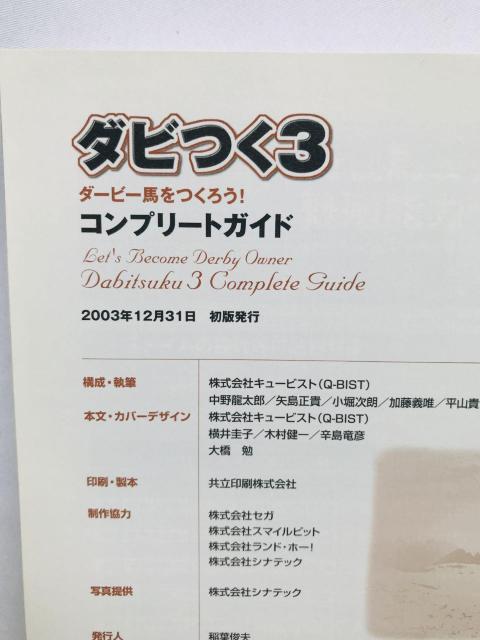 ダビつく3
ダービー馬をつくろう!
コンプリートガイド
Let's Become Derby Owner
Dabitsuku 3 Complete Guide
2003年12月31日 初版発行
構成・執筆 株式会社キュービスト(Q-BIST)
中野龍太郎/矢島正貴/小堀次朗/加藤義唯/平山貴
本文・カバーデザイン 株式会社キュービスト(Q-BIST)
横井圭子/木村健一/辛島竜彦
大橋 勉
印刷・製本 共立印刷株式会社
制作協力 株式会社セガ
株式会社スマイルビット
株式会社ランド・ホー!
株式会社シナテック
写真提供 株式会社シナテック
発行人 稲葉俊夫